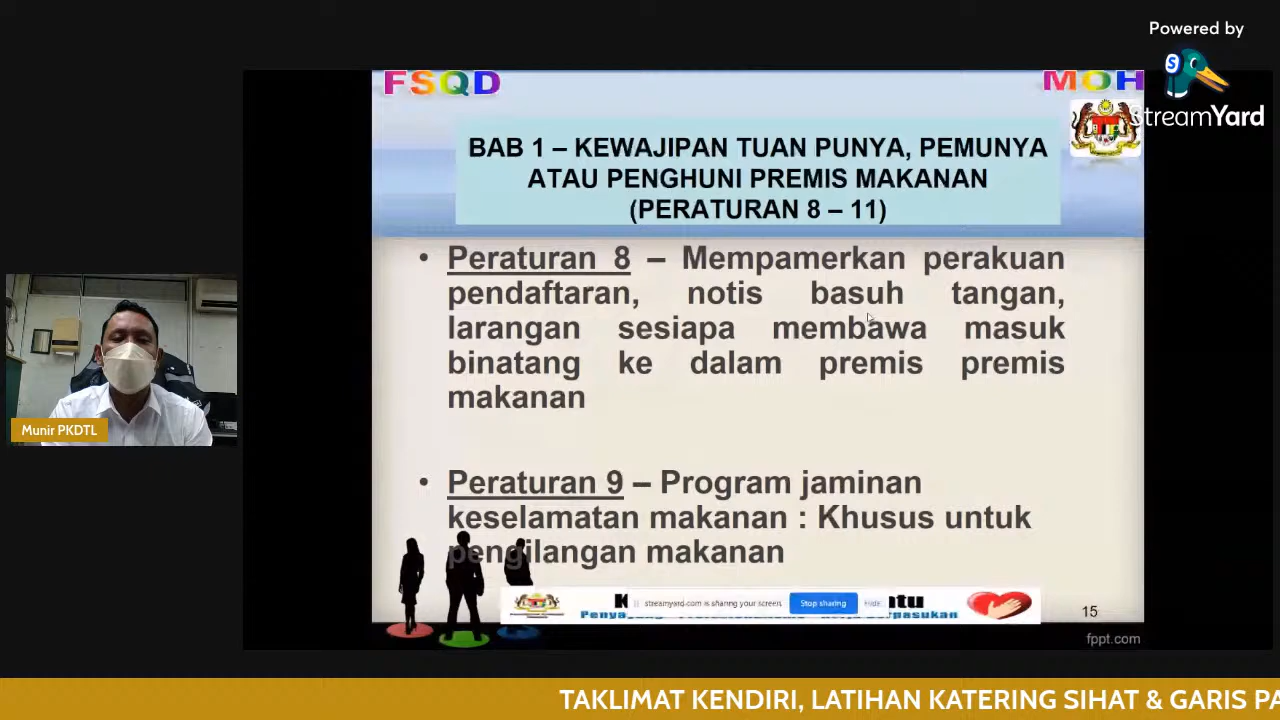 Powered by
StreamYard
FSQD
MOH
BAB 1 – KEWAJIPAN TUAN PUNYA, PEMUNYA
ATAU PENGHUNI PREMIS MAKANAN
(PERATURAN 8 – 11)
• Peraturan 8 – Mempamerkan perakuan
pendaftaran, notis basuh tangan,
larangan sesiapa membawa masuk
binatang ke dalam premis premis
makanan
• Peraturan 9 – Program jaminan
keselamatan makanan : Khusus untuk
pengilangan makanan
Munir PKDTL
streamyard.com is sharing your screen.
Stop sharing
Hide
15
fppt.com
TAKLIMAT KENDIRI, LATIHAN KATERING SIHAT & GARIS PA